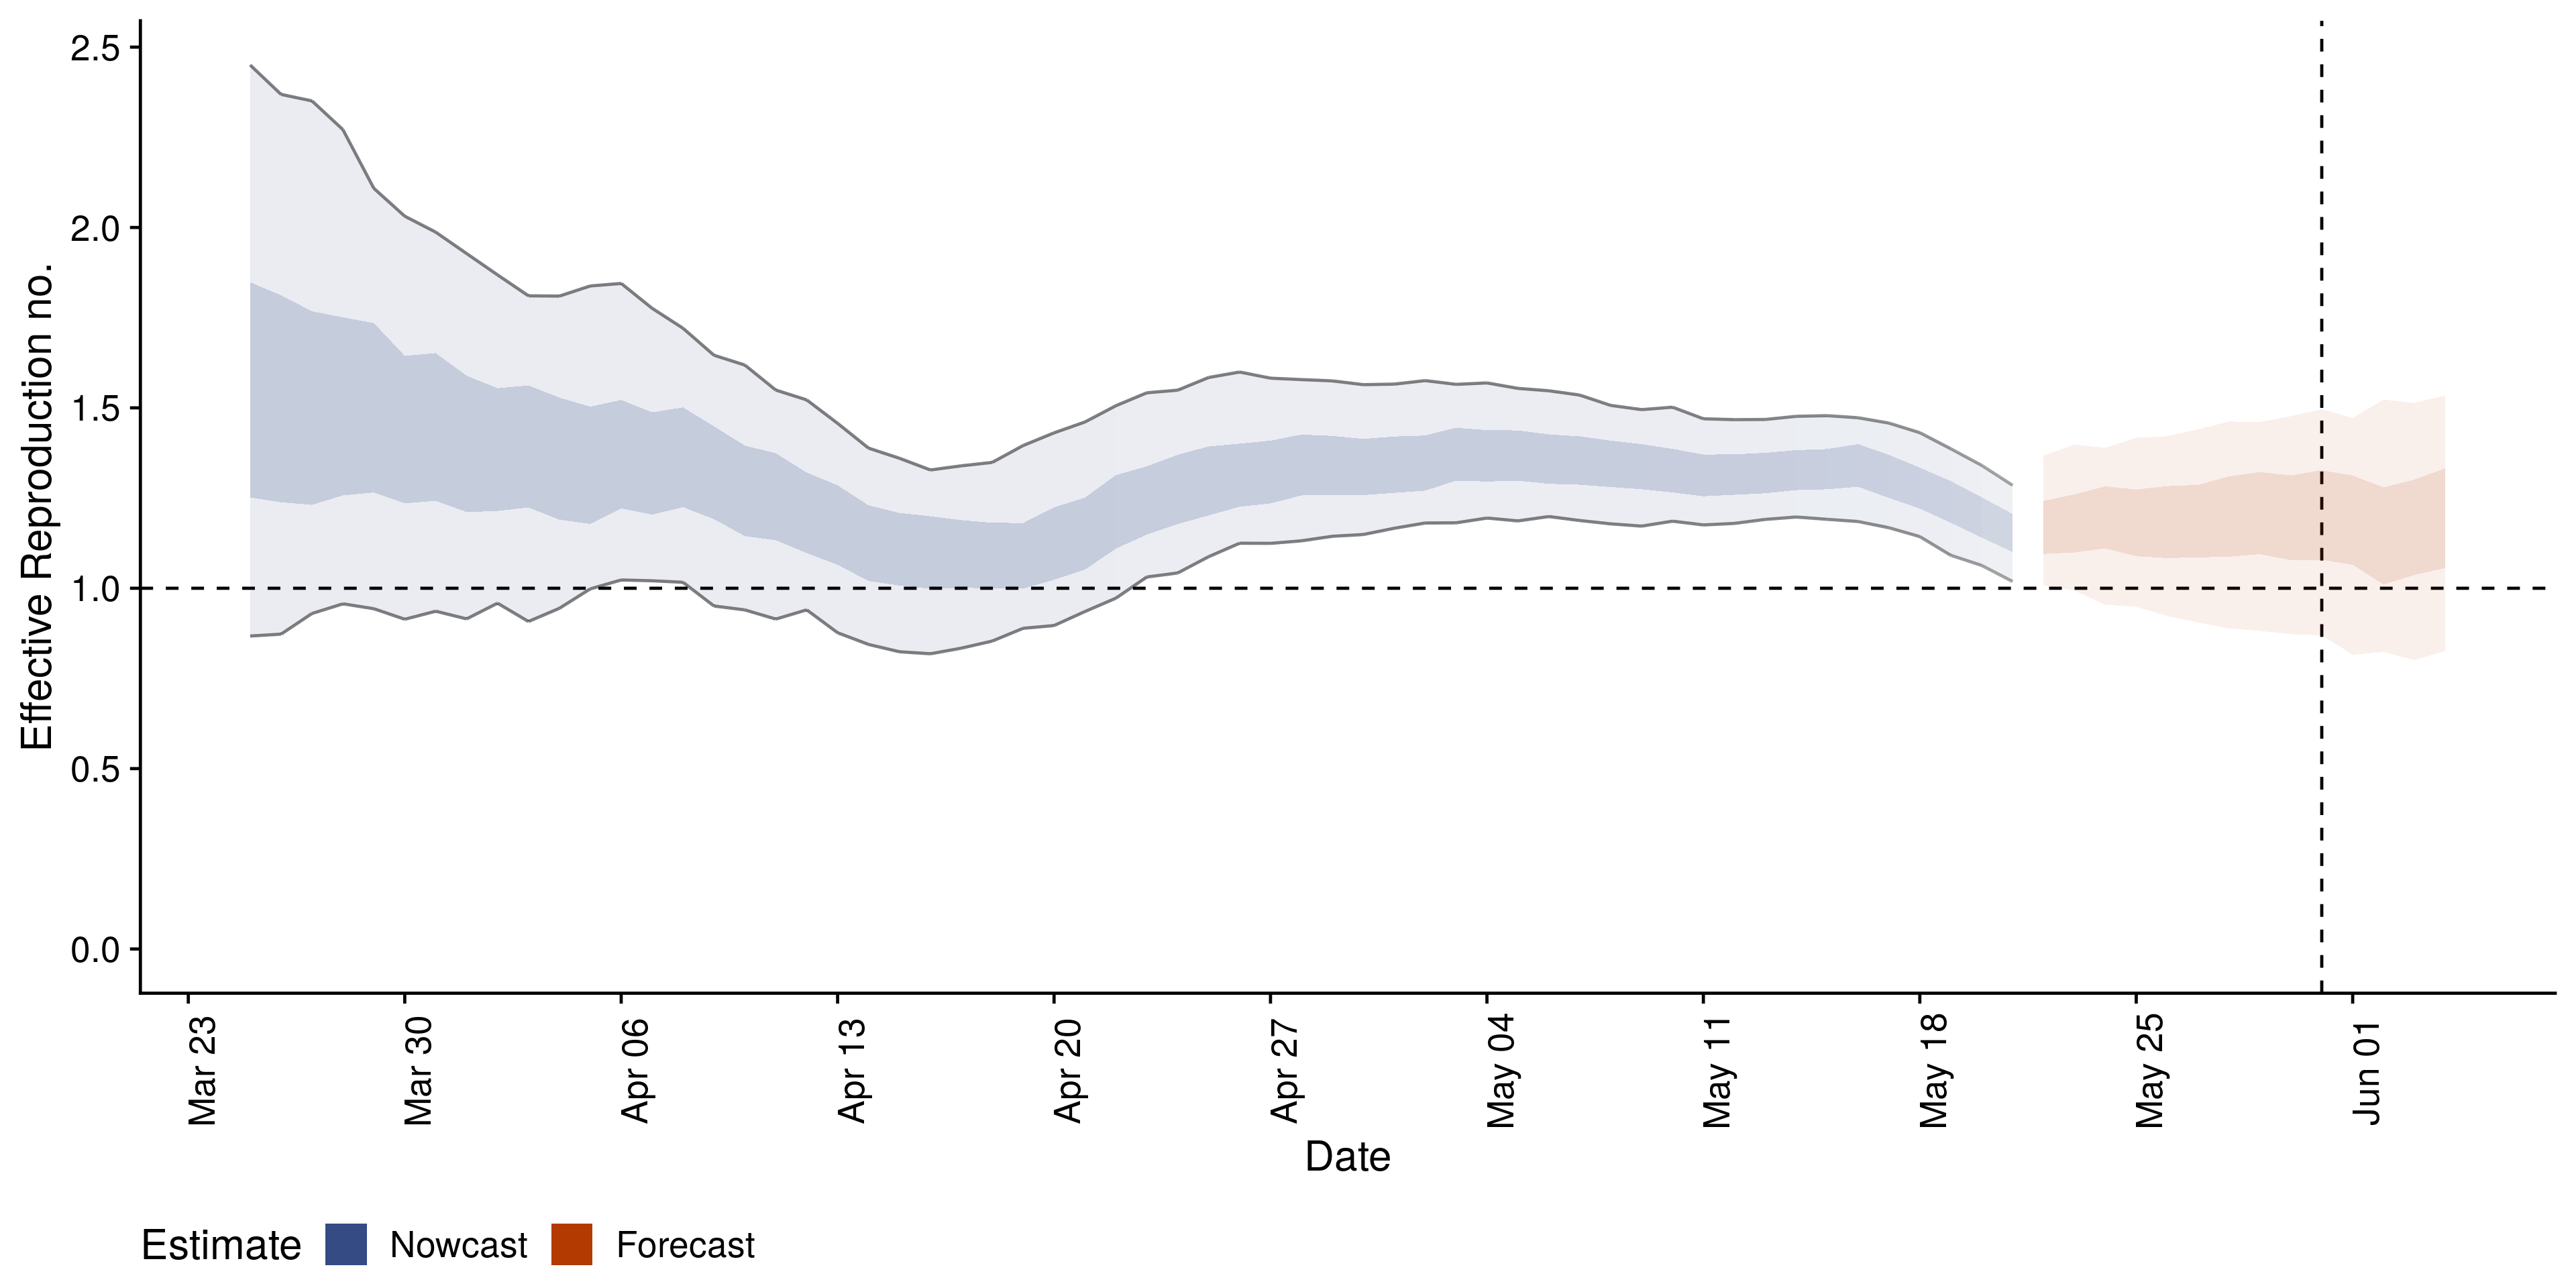 Effective Reproduction no.
2.5
2.0
1.5
1.0
0.5
0.0
Mar 23
Mar 30
Apr 06
Apr 13
Apr 20
Apr 27
May 04
May 11
May 18
May 25
Jun 01
Date
Estimate Nowcast Forecast